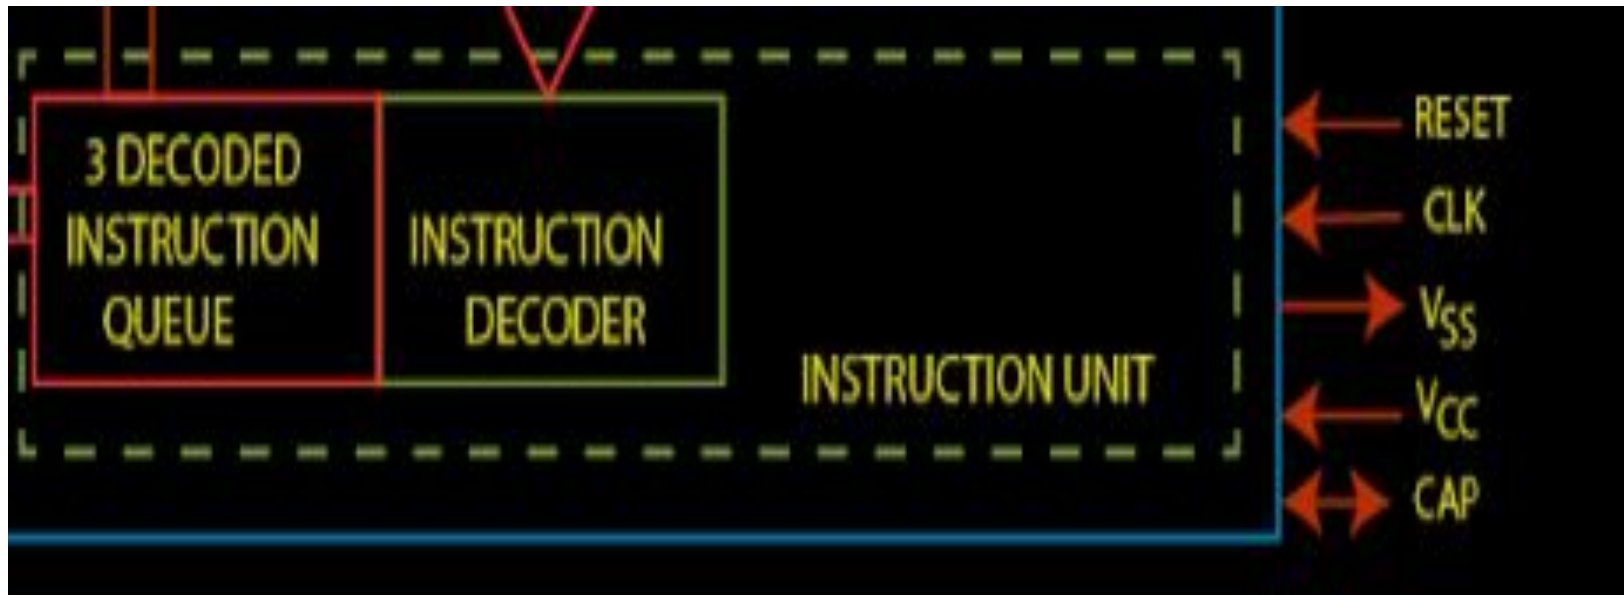 3 DECODED
INSTRUCTION
QUEUE
INSTRUCTION
DECODER
INSTRUCTION UNIT
RESET
CLK
VSS
VCC
CAP